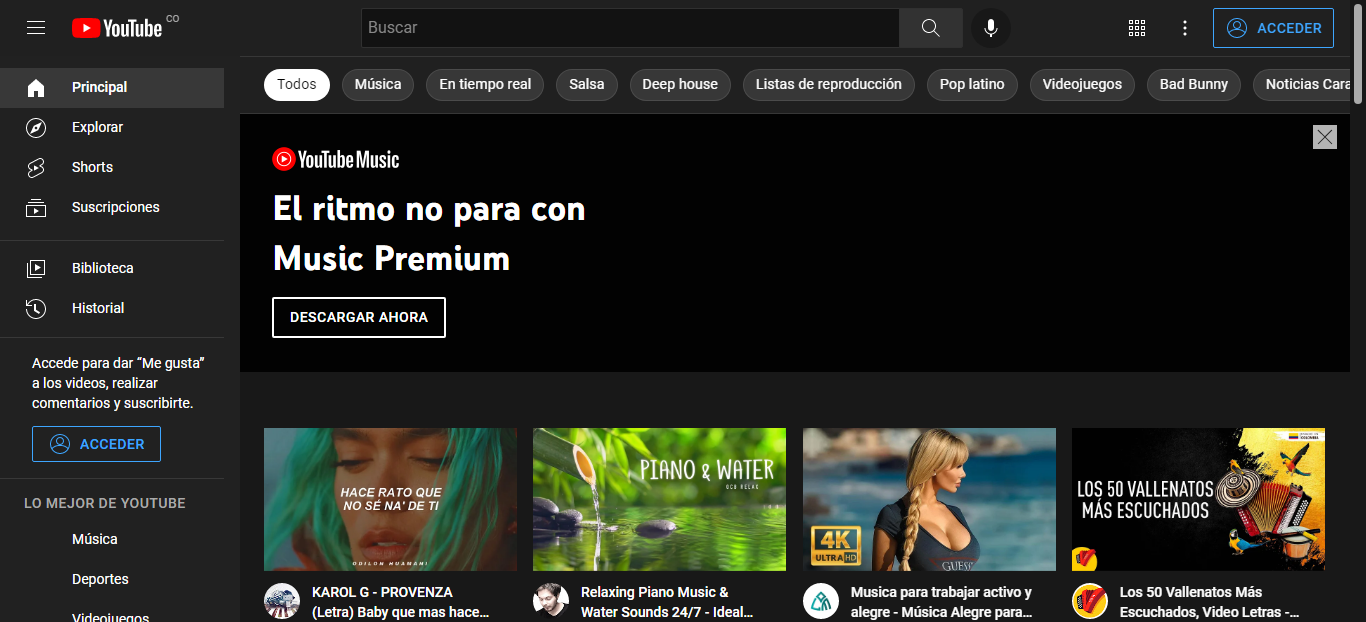 YouTube CO
Buscar
ACCEDER
Principal
Explorar
Shorts
Suscripciones
Biblioteca
Historial
Accede para dar “Me gusta”
a los videos, realizar
comentarios y suscribirte.
ACCEDER
LO MEJOR DE YOUTUBE
Música
Deportes
Videojuegos
Todos
Música
En tiempo real
Salsa
Deep house
Listas de reproducción
Pop latino
Videojuegos
Bad Bunny
Noticias Cara
YouTube Music
El ritmo no para con
Music Premium
DESCARGAR AHORA
HACE RATO QUE
NO SÉ NA' DE TI
ODILON HUAMANI
KAROL G - PROVENZA
(Letra) Baby que mas hace...
PIANO & WATER
OCB RELAX
Relaxing Piano Music &
Water Sounds 24/7 - Ideal...
4K
ULTRA HD
GUESS
Musica para trabajar activo y
alegre - Música Alegre para...
LOS 50 VALLENATOS
MÁS ESCUCHADOS
COLOMBIA
Los 50 Vallenatos Más
Escuchados, Video Letras -...